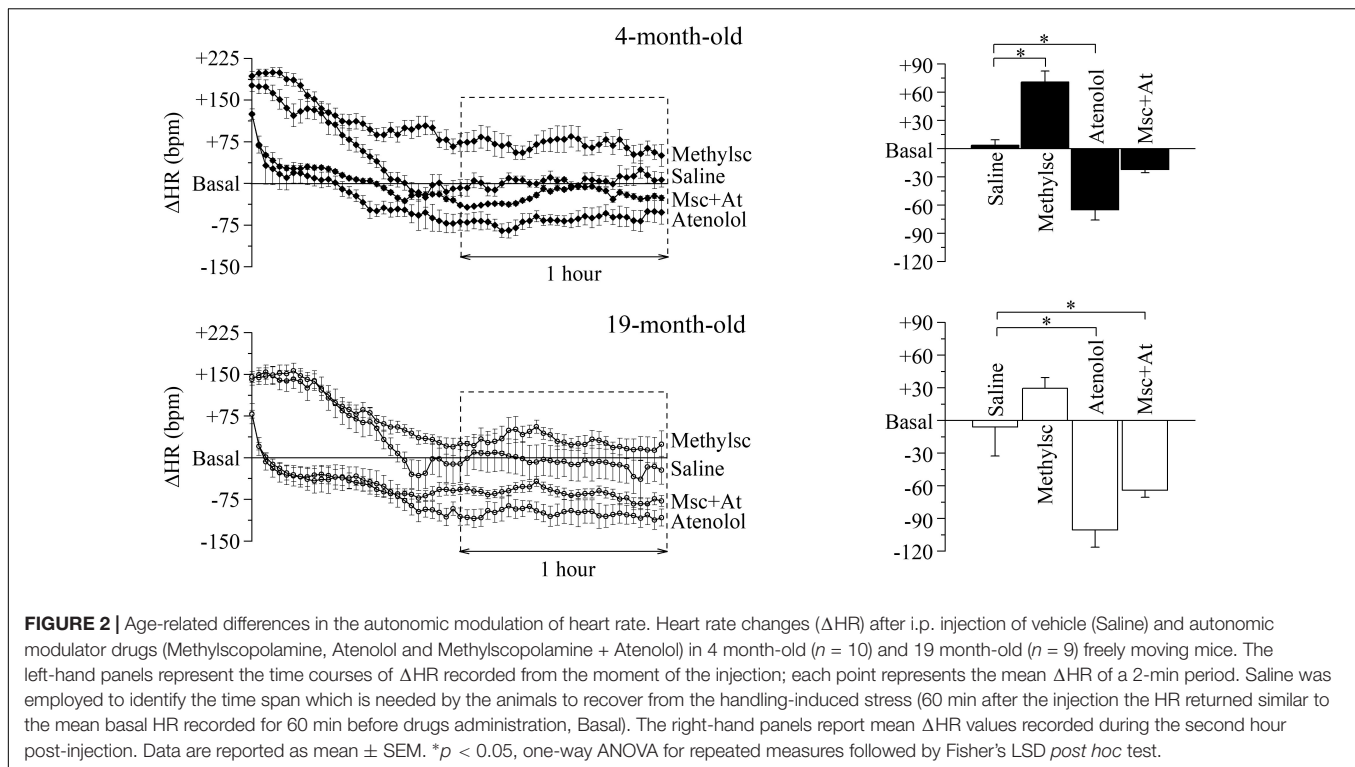 4-month-old
+225
+150
+75
Basal
-75
-150
ΔHR (bpm)
Methylsc
Saline
Msc+At
Atenolol
1 hour
+90
+60
+30
Basal
-30
-60
-90
-120
*
*
Saline
Methylsc
Atenolol
Msc+At
19-month-old
+225
+150
+75
Basal
-75
-150
ΔHR (bpm)
Methylsc
Saline
Msc+At
Atenolol
1 hour
+90
+60
+30
Basal
-30
-60
-90
-120
*
*
Saline
Methylsc
Atenolol
Msc+At
FIGURE 2 | Age-related differences in the autonomic modulation of heart rate. Heart rate changes (ΔHR) after i.p. injection of vehicle (Saline) and autonomic
modulator drugs (Methylscopolamine, Atenolol and Methylscopolamine + Atenolol) in 4 month-old (n = 10) and 19 month-old (n = 9) freely moving mice. The
left-hand panels represent the time courses of ΔHR recorded from the moment of the injection; each point represents the mean ΔHR of a 2-min period. Saline was
employed to identify the time span which is needed by the animals to recover from the handling-induced stress (60 min after the injection the HR returned similar to
the mean basal HR recorded for 60 min before drugs administration, Basal). The right-hand panels report mean ΔHR values recorded during the second hour
post-injection. Data are reported as mean ± SEM. *p < 0.05, one-way ANOVA for repeated measures followed by Fisher's LSD post hoc test.